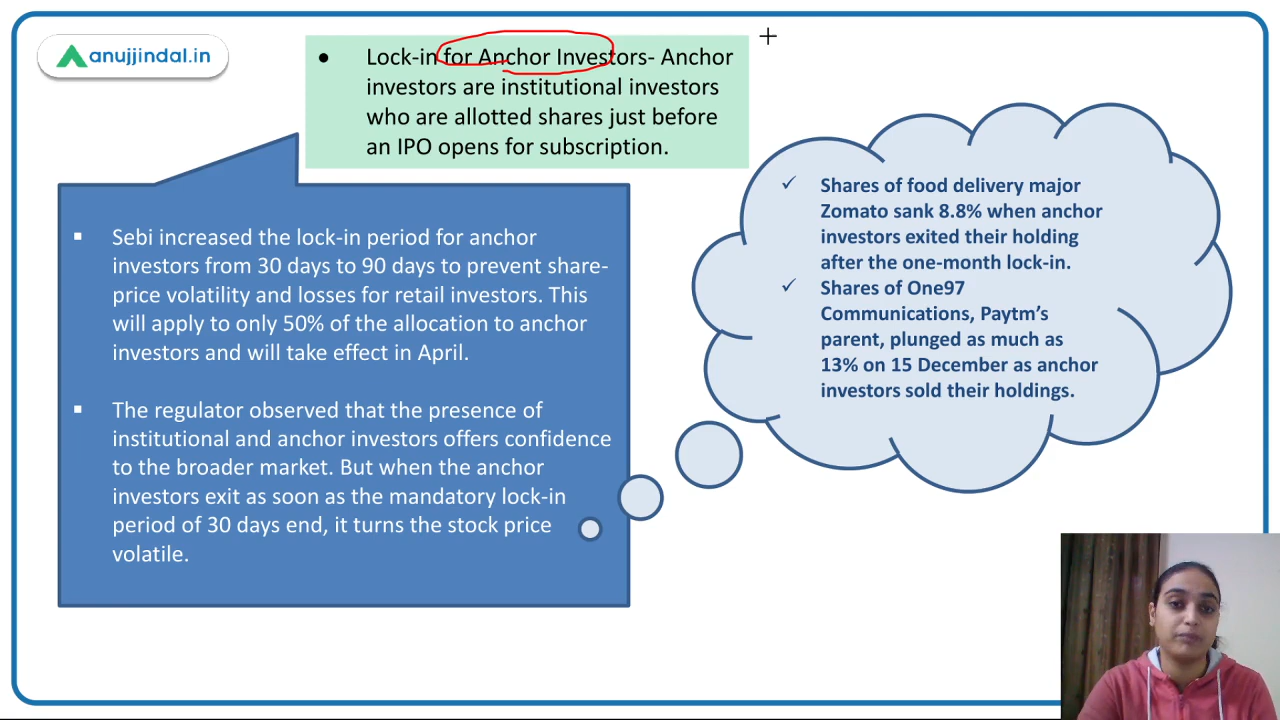 anujjindal.in
● Lock-in for Anchor Investors- Anchor
investors are institutional investors
who are allotted shares just before
an IPO opens for subscription.
▪ Sebi increased the lock-in period for anchor
investors from 30 days to 90 days to prevent share-
price volatility and losses for retail investors. This
will apply to only 50% of the allocation to anchor
investors and will take effect in April.
▪ The regulator observed that the presence of
institutional and anchor investors offers confidence
to the broader market. But when the anchor
investors exit as soon as the mandatory lock-in
period of 30 days end, it turns the stock price
volatile.
✓ Shares of food delivery major
Zomato sank 8.8% when anchor
investors exited their holding
after the one-month lock-in.
✓ Shares of One97
Communications, Paytm’s
parent, plunged as much as
13% on 15 December as anchor
investors sold their holdings.